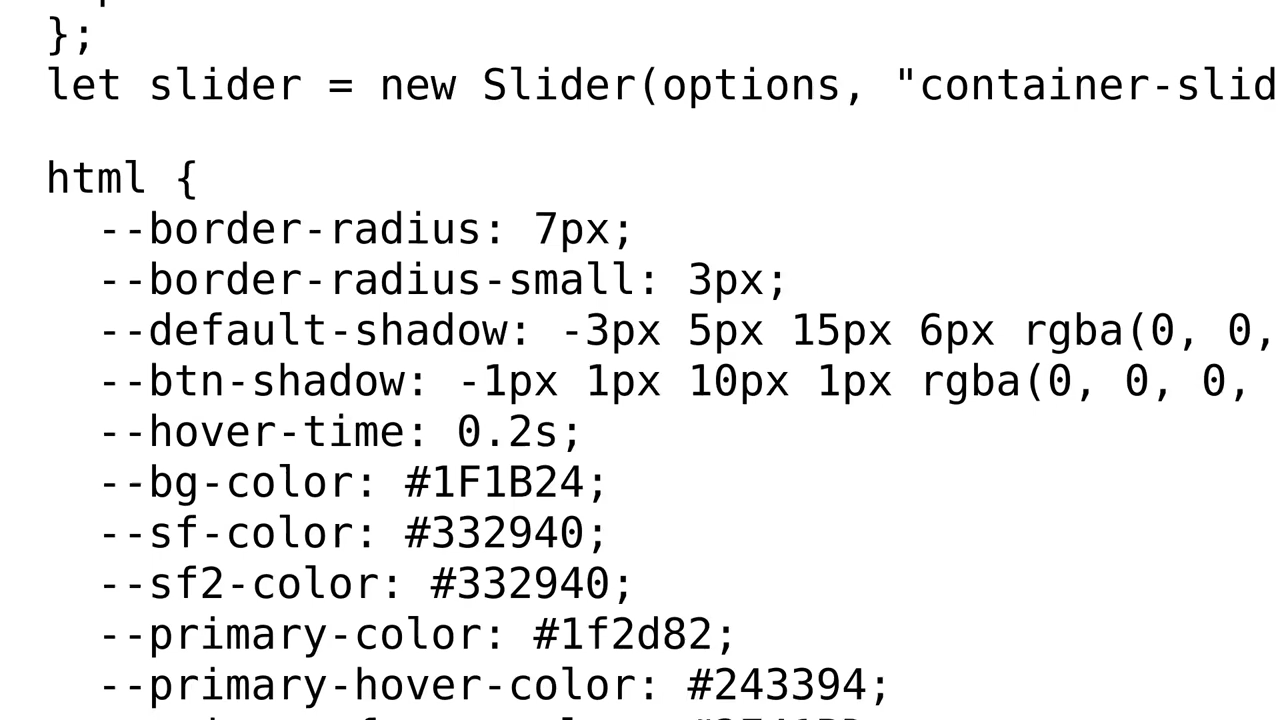 };
let slider = new Slider(options, "container-slid
html {
--border-radius: 7px;
--border-radius-small: 3px;
--default-shadow: -3px 5px 15px 6px rgba(0, 0,
--btn-shadow: -1px 1px 10px 1px rgba(0, 0, 0,
--hover-time: 0.2s;
--bg-color: #1F1B24;
--sf-color: #332940;
--sf2-color: #332940;
--primary-color: #1f2d82;
--primary-hover-color: #243394;